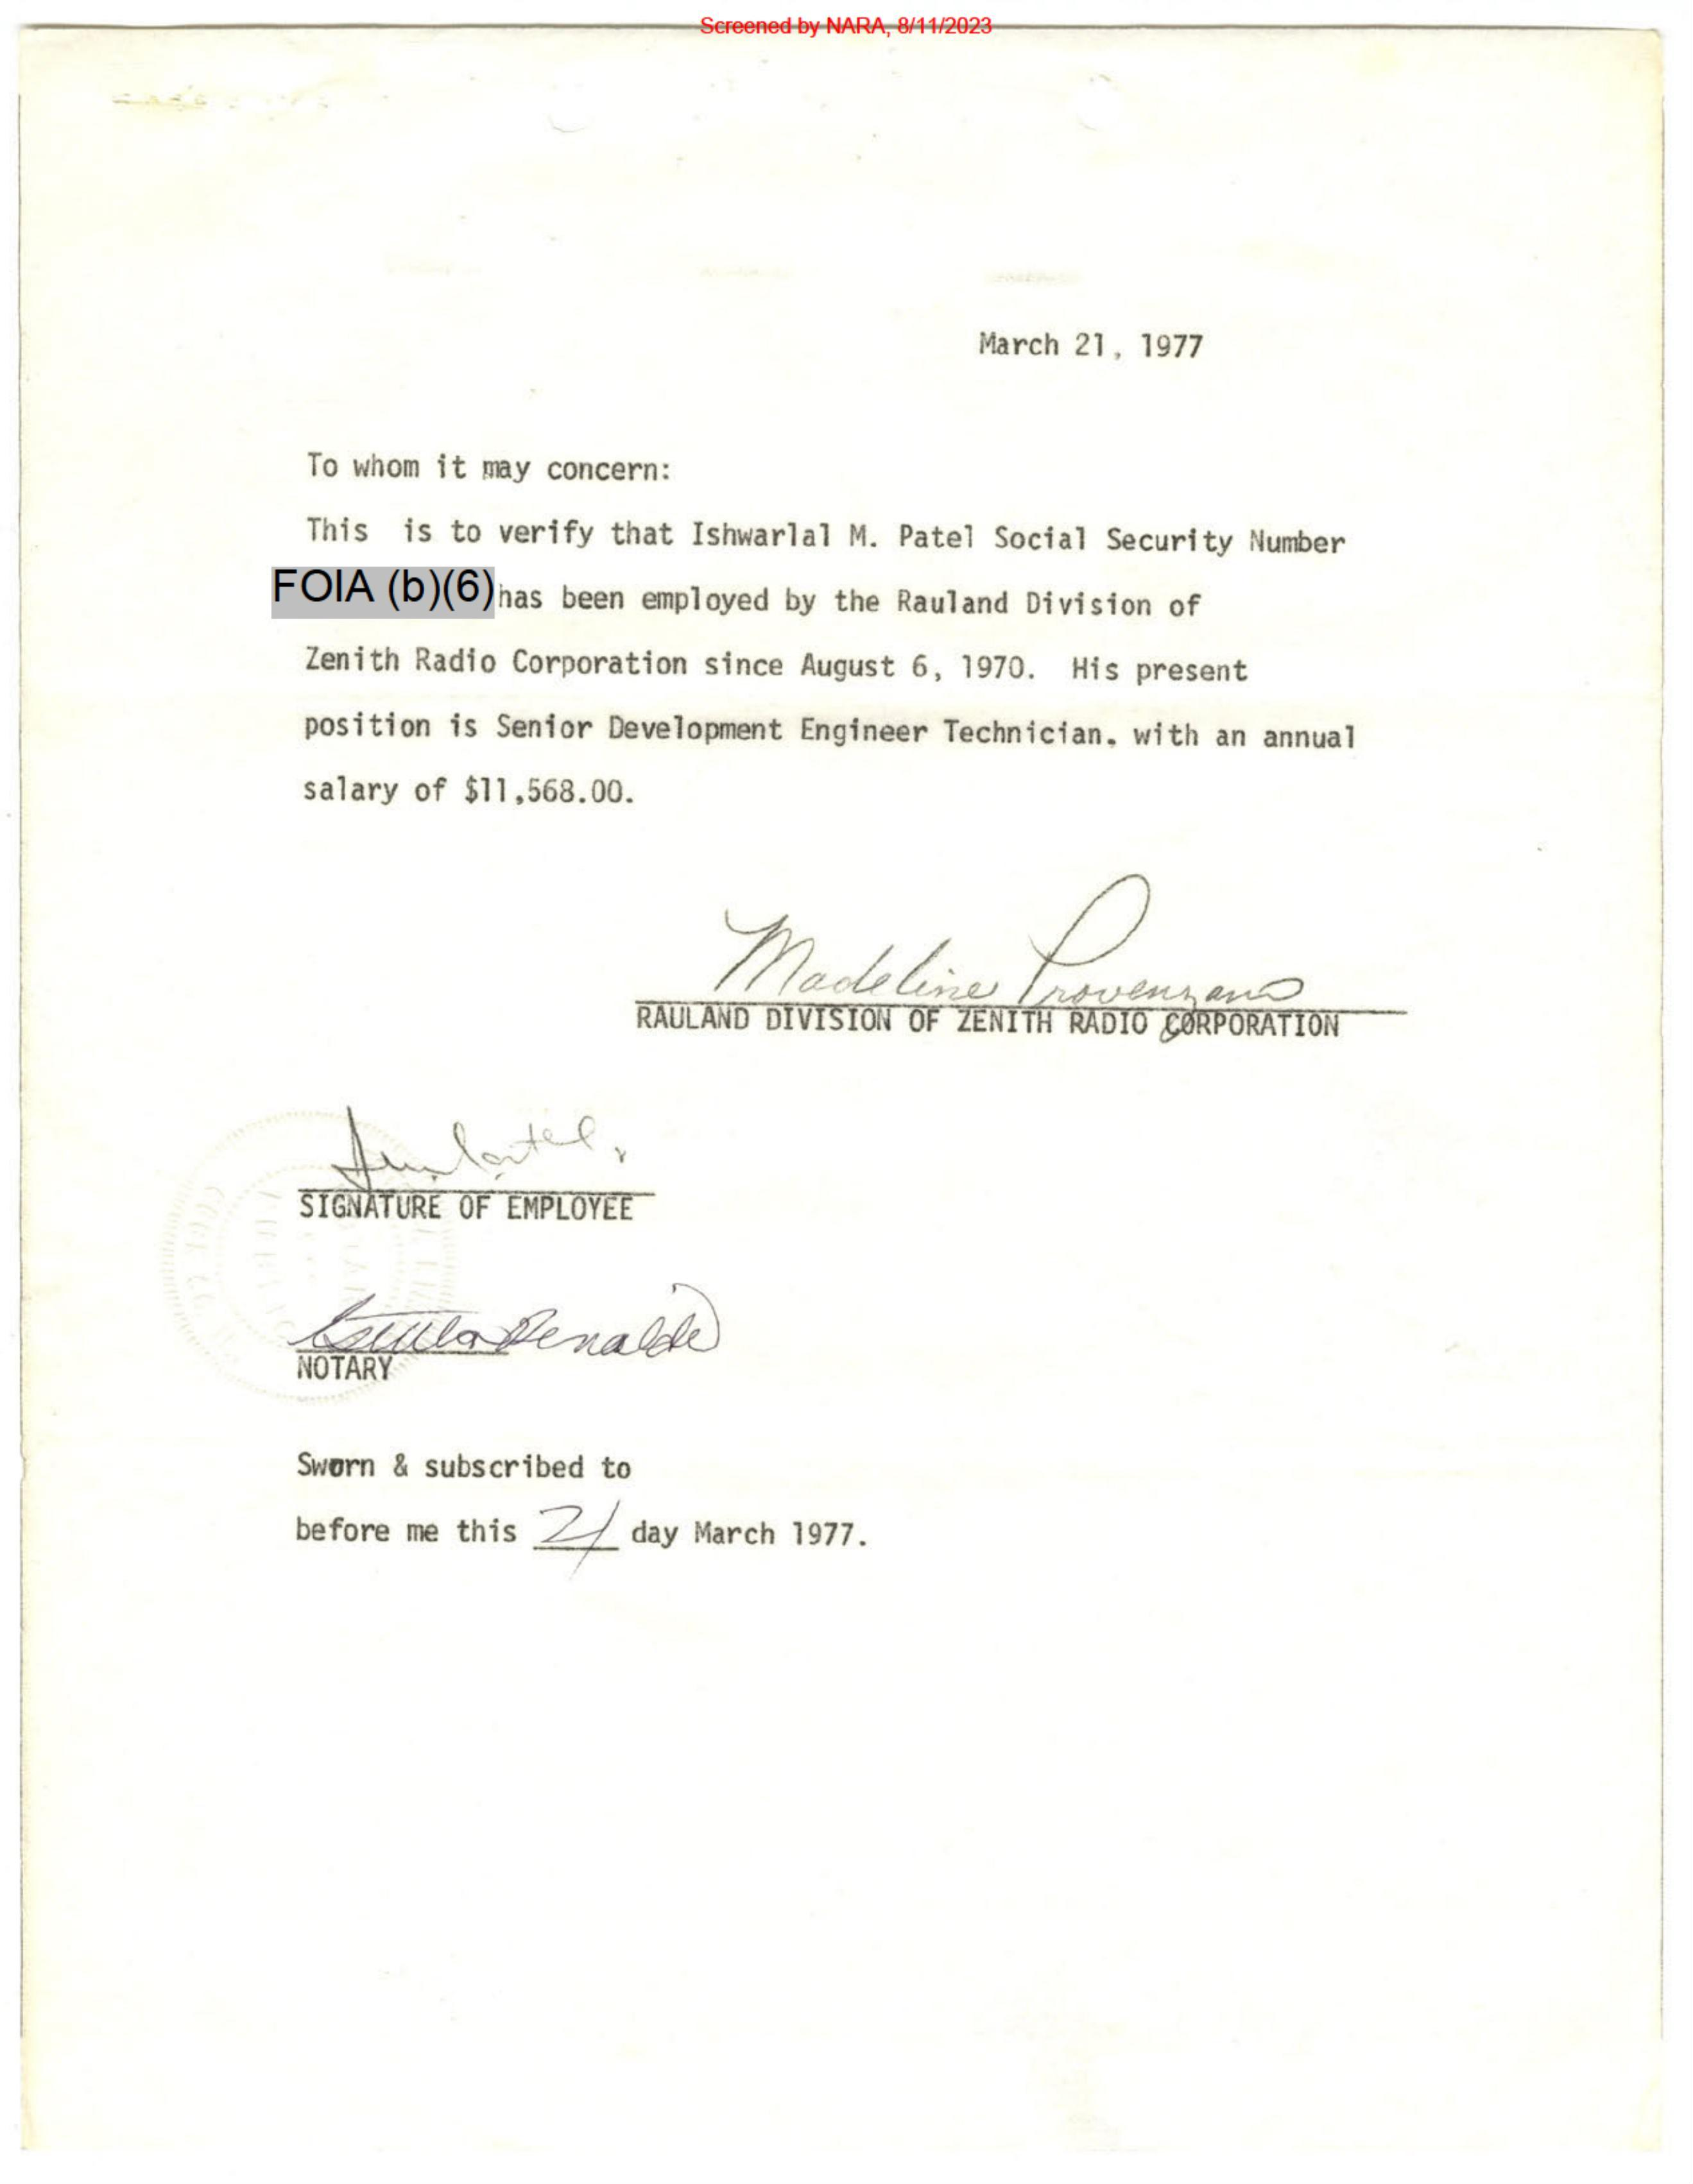 Screened by NARA, 8/11/2023
March 21, 1977
To whom it may concern:
This is to verify that Ishwarlal M. Patel Social Security Number
FOIA (b)(6) has been employed by the Rauland Division of
Zenith Radio Corporation since August 6, 1970. His present
position is Senior Development Engineer Technician. with an annual
salary of $11,568.00.
Madeline Provenzano
RAULAND DIVISION OF ZENITH RADIO CORPORATION
SIGNATURE OF EMPLOYEE
NOTARY
Sworn & subscribed to
before me this 21 day March 1977.